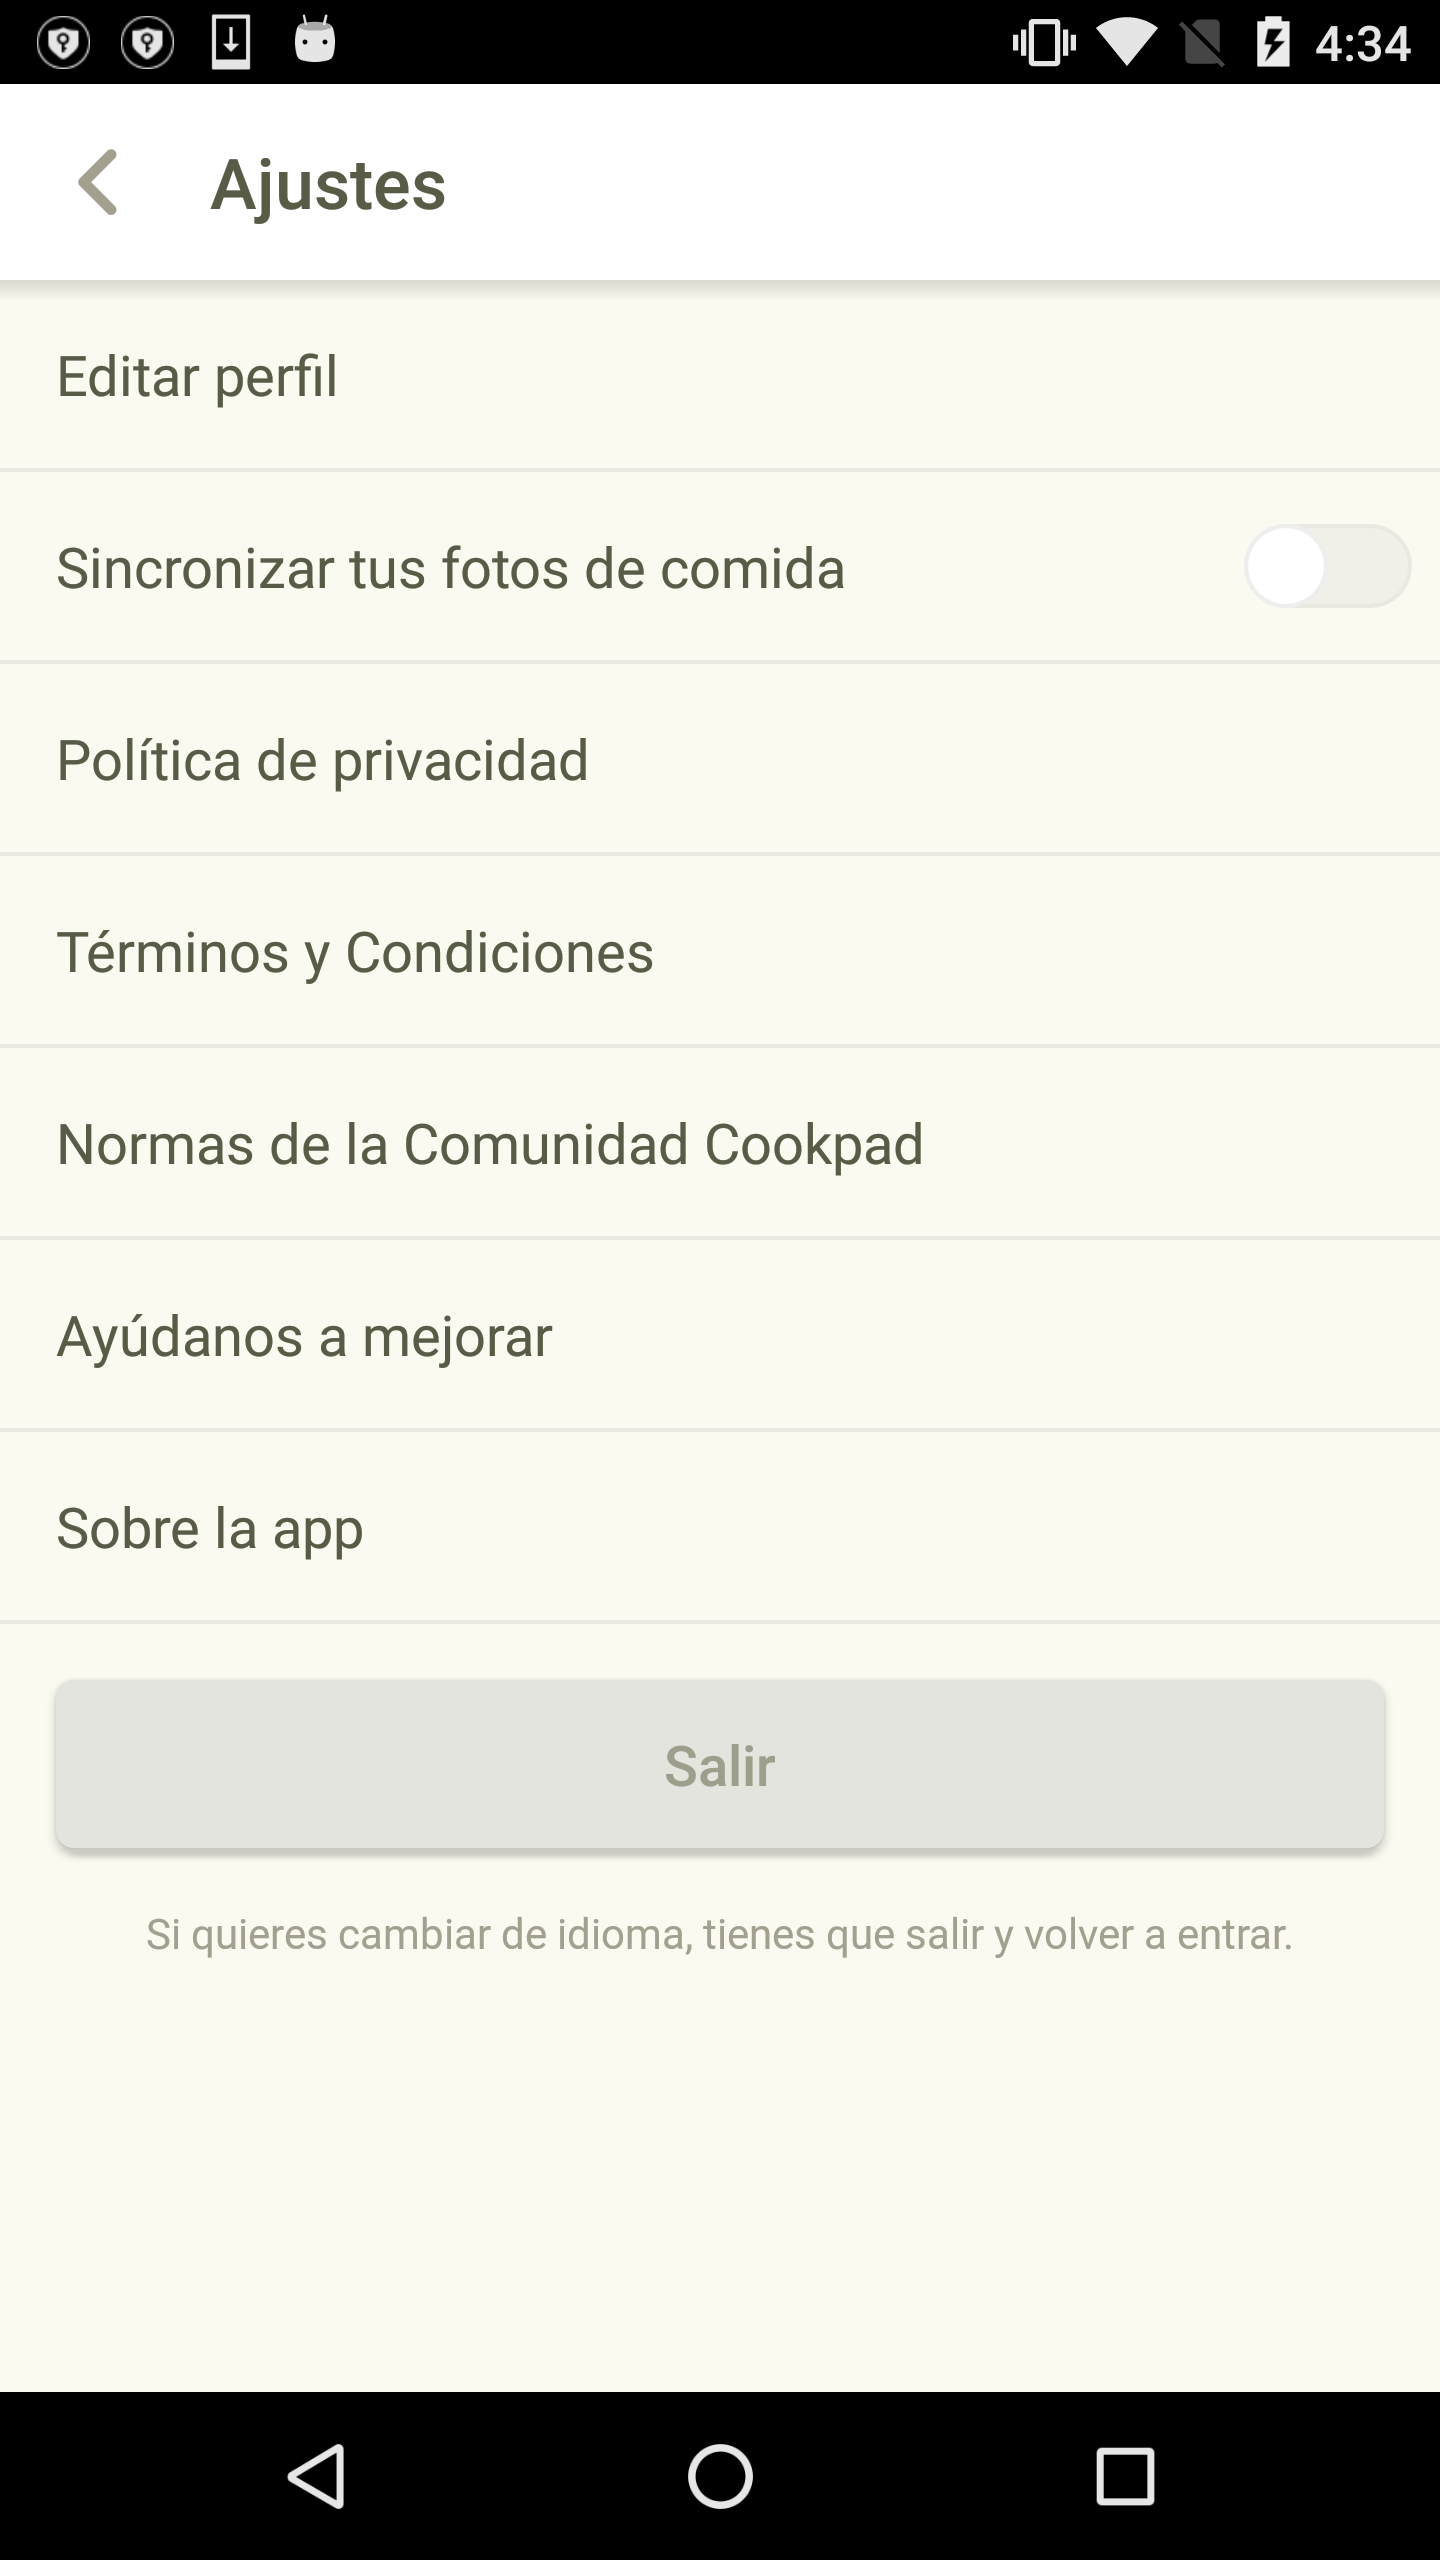 4:34
Ajustes
Editar perfil
Sincronizar tus fotos de comida
Política de privacidad
Términos y Condiciones
Normas de la Comunidad Cookpad
Ayúdanos a mejorar
Sobre la app
Salir
Si quieres cambiar de idioma, tienes que salir y volver a entrar.